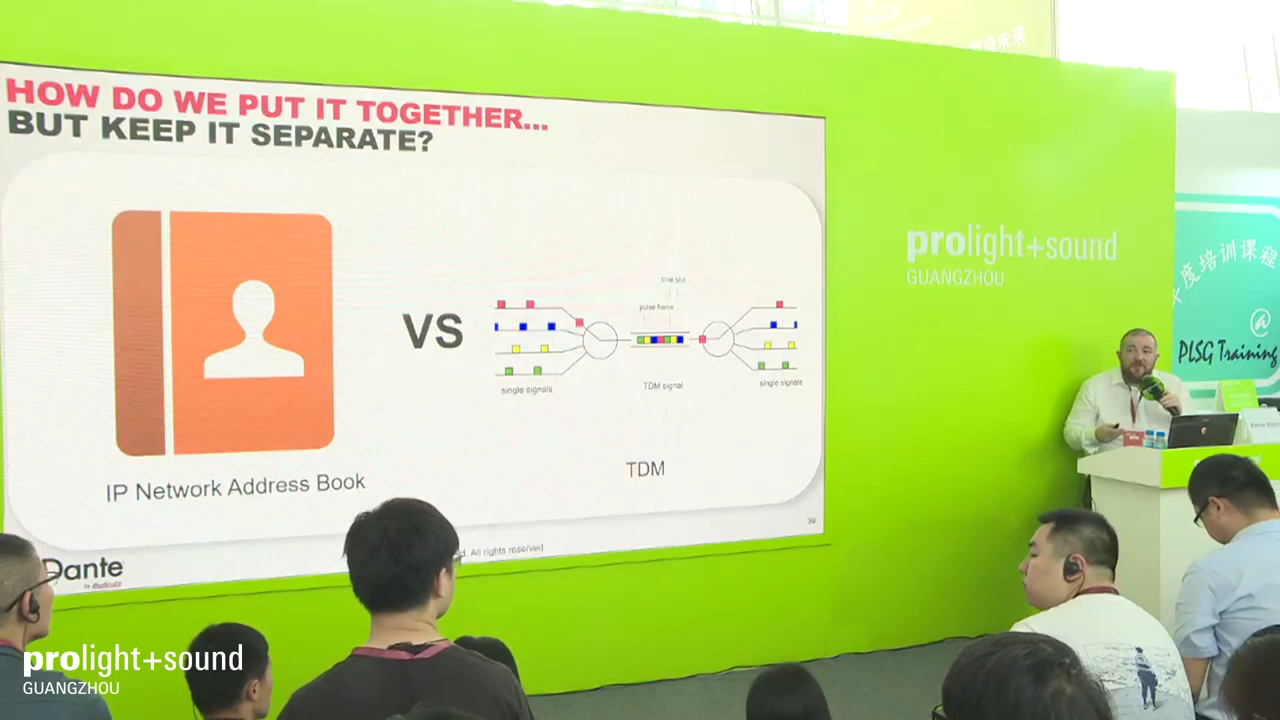 HOW DO WE PUT IT TOGETHER...
BUT KEEP IT SEPARATE?
VS
IP Network Address Book
time slot
pulse frame
single signals
TDM signal
single signals
TDM
39
All rights reserved
Dante
prolight+sound
GUANGZHOU
度培训课程
@
PLSG Training
prolight+sound
GUANGZHOU